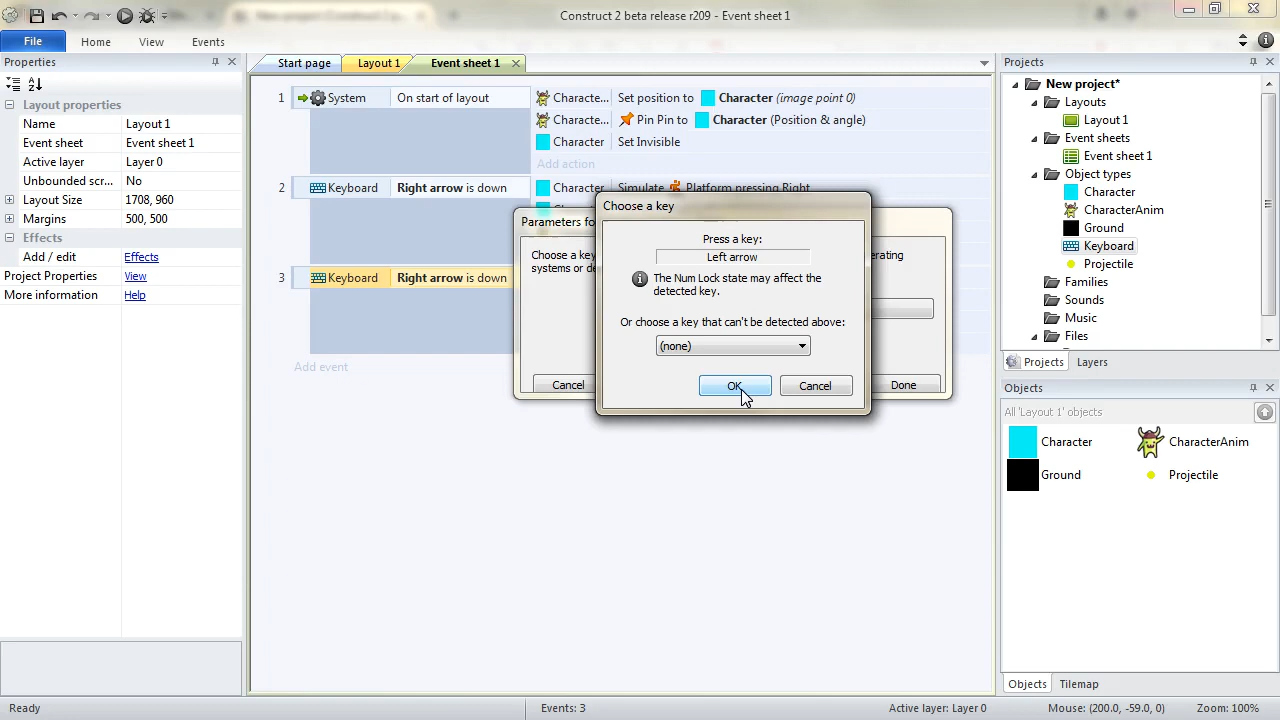 Construct 2 beta release r209 - Event sheet 1
File Home View Events
Properties
Layout properties
Name Layout 1
Event sheet Event sheet 1
Active layer Layer 0
Unbounded scr... No
Layout Size 1708, 960
Margins 500, 500
Effects
Add / edit Effects
Project Properties View
More information Help
Start page Layout 1 Event sheet 1
1 System On start of layout Characte... Set position to Character (image point 0)
Characte... Pin Pin to Character (Position & angle)
Character Set Invisible
Add action
2 Keyboard Right arrow is down Character Simulate Platform pressing Right
3 Keyboard Right arrow is down
Add event
Parameters fo
Choose a key
systems or de
erating
Cancel
Done
Choose a key
Press a key:
Left arrow
The Num Lock state may affect the
detected key.
Or choose a key that can't be detected above:
(none)
OK Cancel
Projects
New project*
Layouts
Layout 1
Event sheets
Event sheet 1
Object types
Character
CharacterAnim
Ground
Keyboard
Projectile
Families
Sounds
Music
Files
Projects Layers
Objects
All 'Layout 1' objects
Character CharacterAnim
Ground Projectile
Objects Tilemap
Ready Events: 3 Active layer: Layer 0 Mouse: (200.0, -59.0, 0) Zoom: 100%